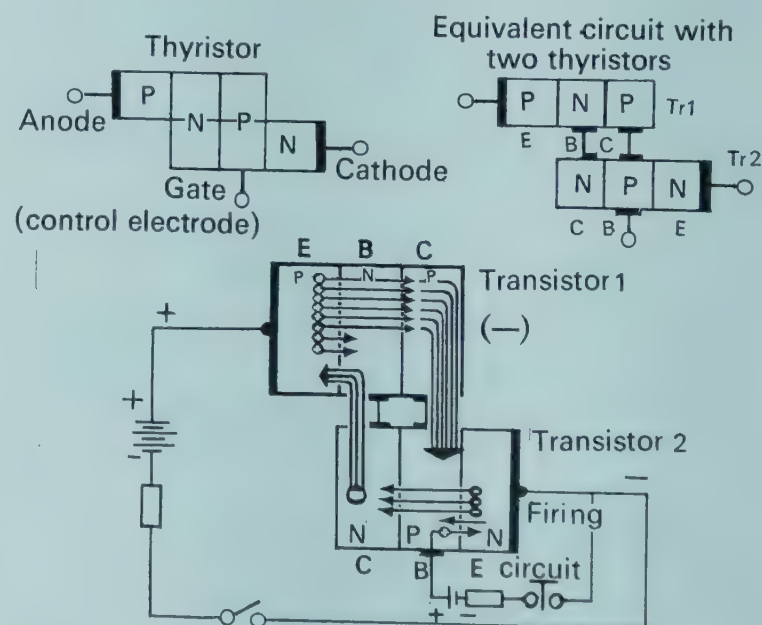 Thyristor
P
N
P
N
Anode
Cathode
Gate
(control electrode)
Equivalent circuit with
two thyristors
P N P Tr1
E B C
Tr2
N P N
C B E
E B C
P N P
Transistor 1
(—)
+
+
-
Transistor 2
-
Firing
N P N
C B E circuit
+ -